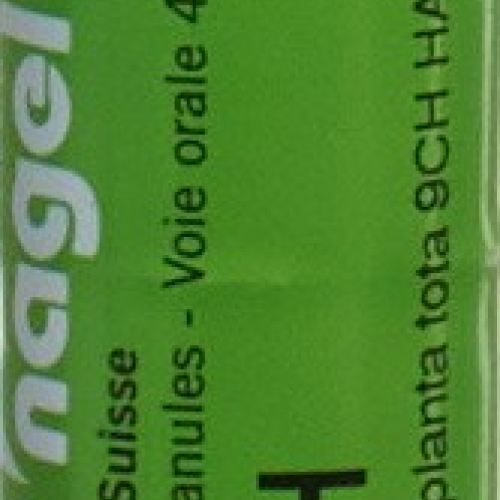 nagel
Suisse
anules - Voie orale 4
H
planta tota 9CH HA